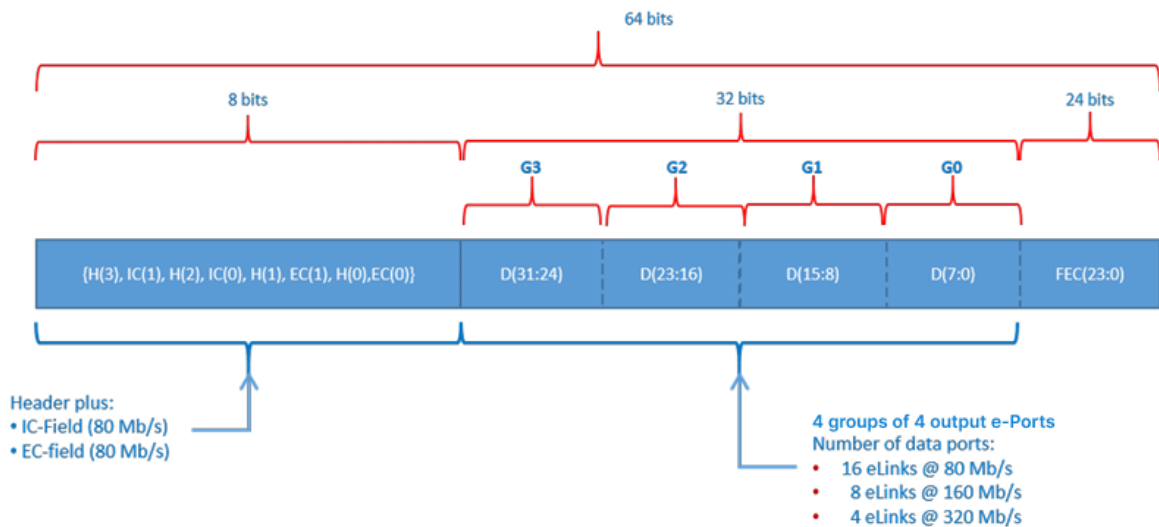 64 bits
8 bits
32 bits
24 bits
G3
G2
G1
G0
{H(3), IC(1), H(2), IC(0), H(1), EC(1), H(0),EC(0)}
D(31:24)
D(23:16)
D(15:8)
D(7:0)
FEC(23:0)
Header plus:
• IC-Field (80 Mb/s)
• EC-field (80 Mb/s)
4 groups of 4 output e-Ports
Number of data ports:
• 16 eLinks @ 80 Mb/s
• 8 eLinks @ 160 Mb/s
• 4 eLinks @ 320 Mb/s